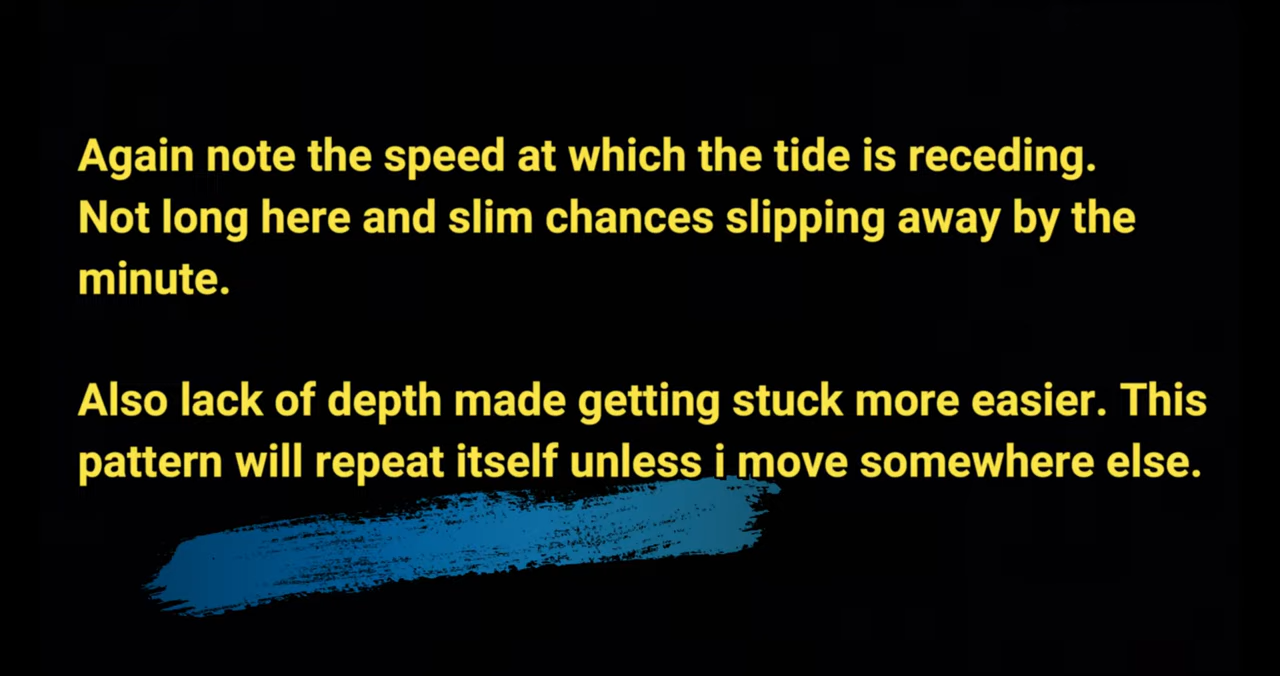 Again note the speed at which the tide is receding.
Not long here and slim chances slipping away by the
minute.
Also lack of depth made getting stuck more easier. This
pattern will repeat itself unless i move somewhere else.